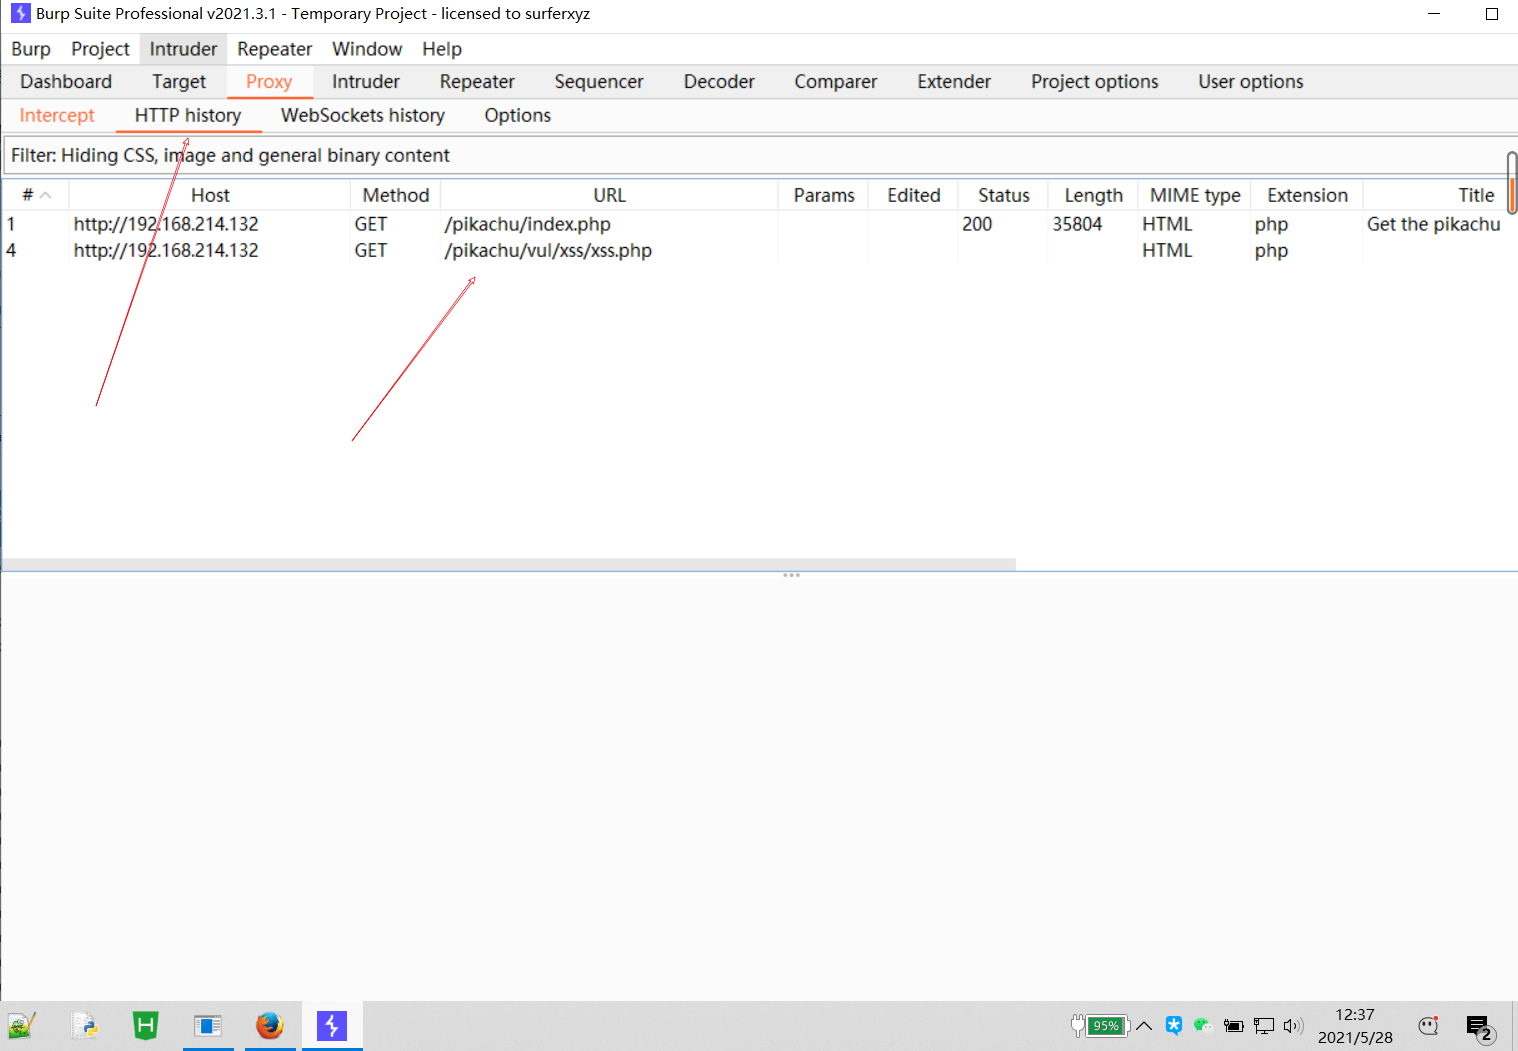 Burp Suite Professional v2021.3.1 - Temporary Project - licensed to surferxyz
Burp Project Intruder Repeater Window Help
Dashboard Target Proxy Intruder Repeater Sequencer Decoder Comparer Extender Project options User options
Intercept HTTP history WebSockets history Options
Filter: Hiding CSS, image and general binary content
# Host Method URL Params Edited Status Length MIME type Extension Title
1 http://192.168.214.132 GET /pikachu/index.php 200 35804 HTML php Get the pikachu
4 http://192.168.214.132 GET /pikachu/vul/xss/xss.php HTML php
H 95% 12:37
2021/5/28 2